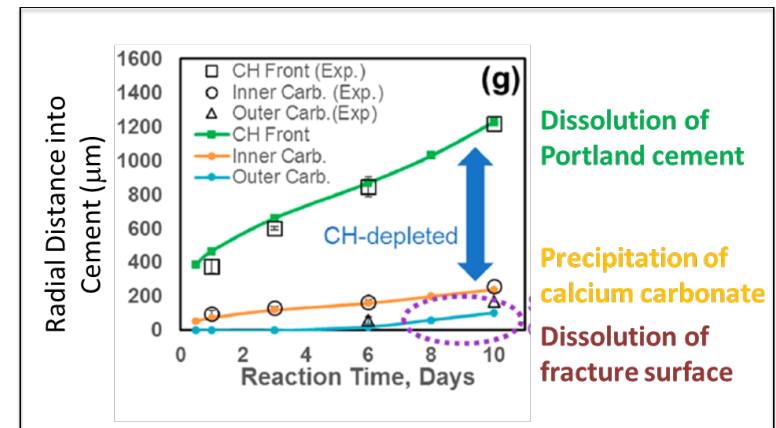 1600
1400
1200
1000
800
600
400
200
0
Radial Distance into
Cement (µm)
CH Front (Exp.)
Inner Carb. (Exp.)
Outer Carb.(Exp)
CH Front
Inner Carb.
Outer Carb.
(g)
CH-depleted
0 2 4 6 8 10
Reaction Time, Days
Dissolution of
Portland cement
Precipitation of
calcium carbonate
Dissolution of
fracture surface